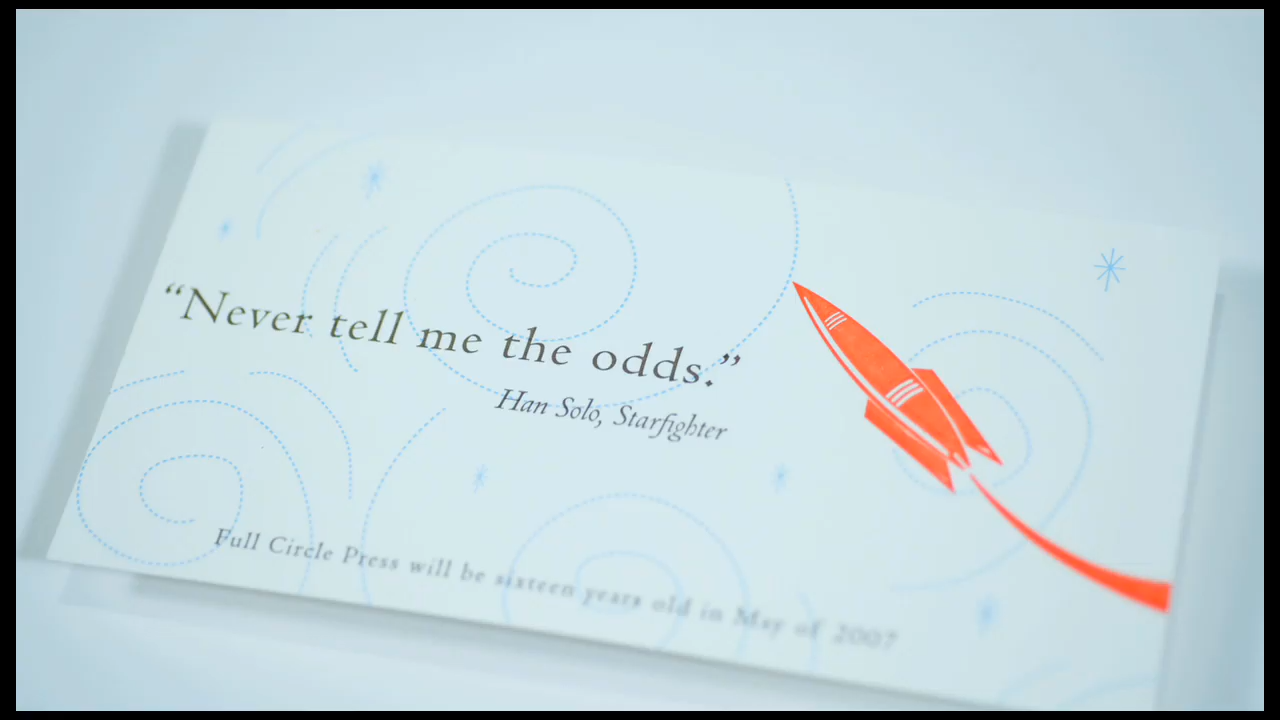 “Never tell me the odds.”
Han Solo, Starfighter
Full Circle Press will be sixteen years old in May of 2007